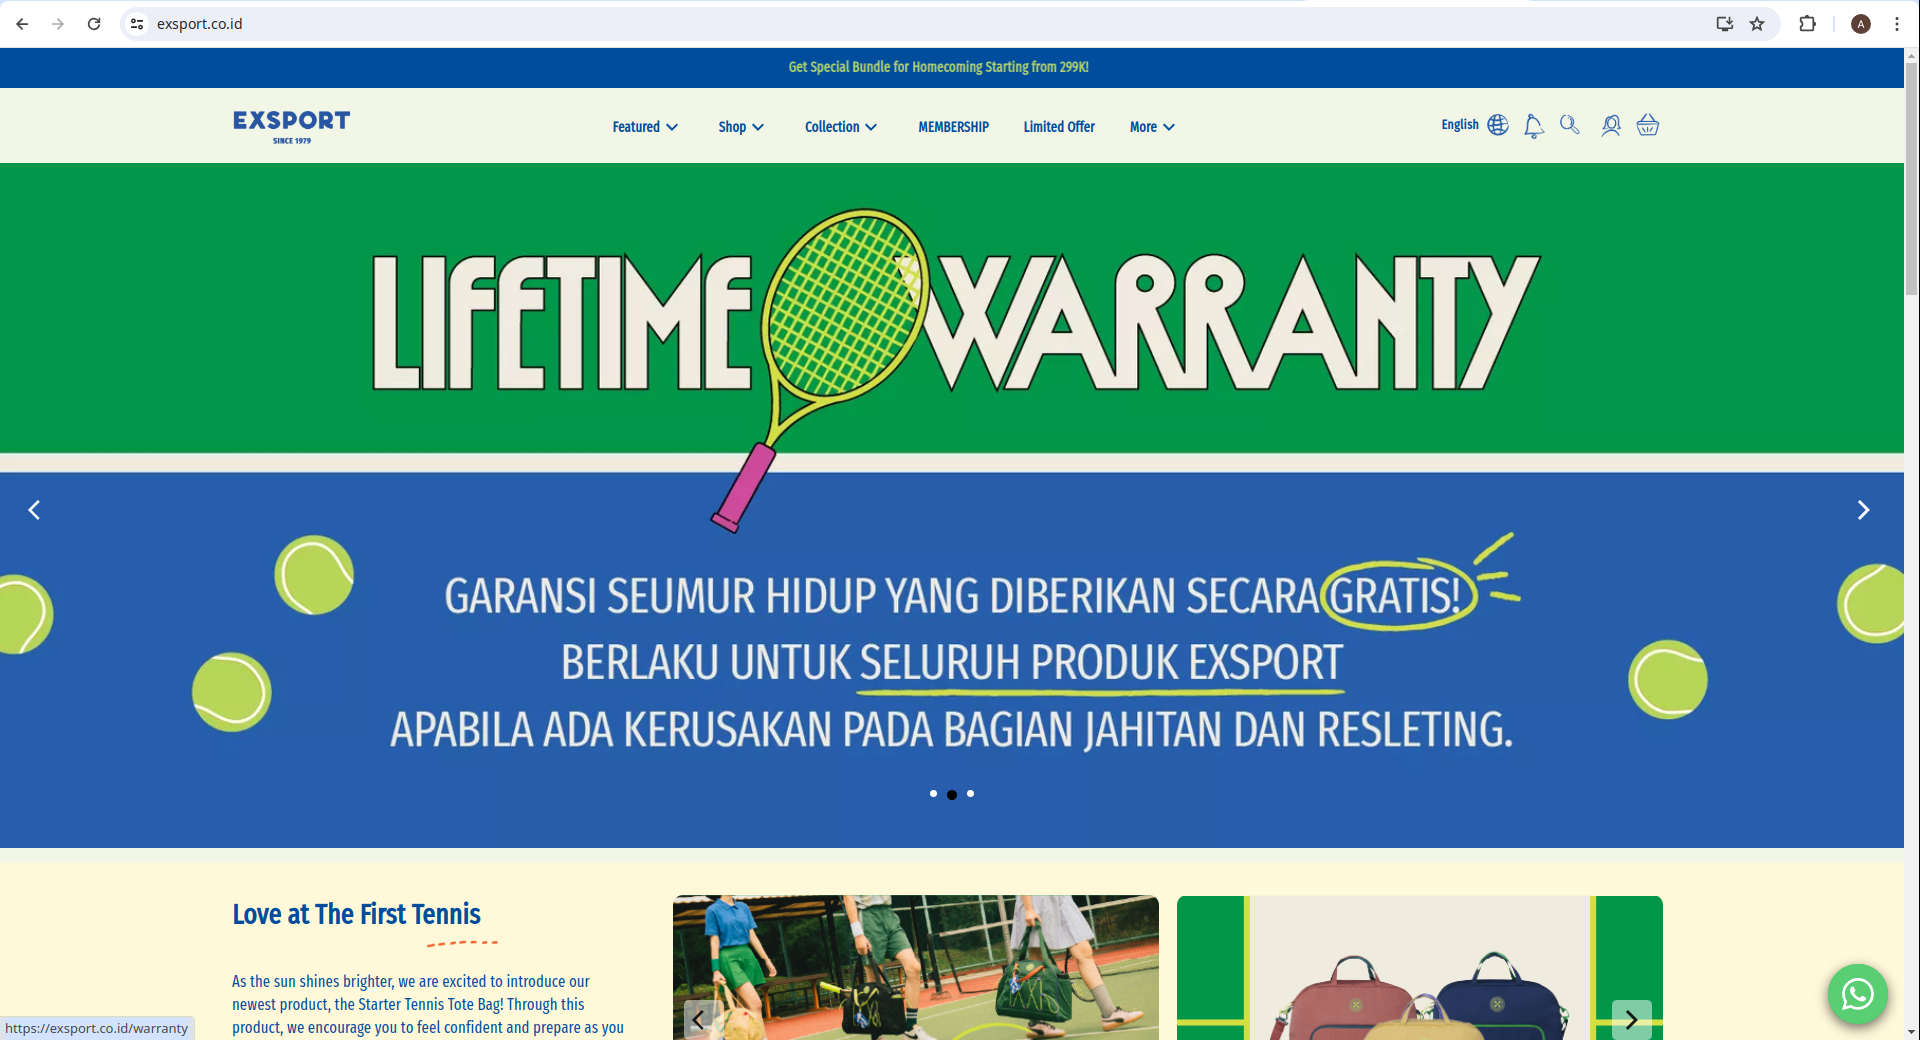 exsport.co.id
A
Get Special Bundle for Homecoming Starting from 299K!
EXSPORT
SINCE 1979
Featured
Shop
Collection
MEMBERSHIP
Limited Offer
More
English
LIFETIME WARRANTY
GARANSI SEUMUR HIDUP YANG DIBERIKAN SECARA GRATIS!
BERLAKU UNTUK SELURUH PRODUK EXSPORT
APABILA ADA KERUSAKAN PADA BAGIAN JAHITAN DAN RESLETING.
Love at The First Tennis
As the sun shines brighter, we are excited to introduce our
newest product, the Starter Tennis Tote Bag! Through this
product, we encourage you to feel confident and prepare as you
https://exsport.co.id/warranty